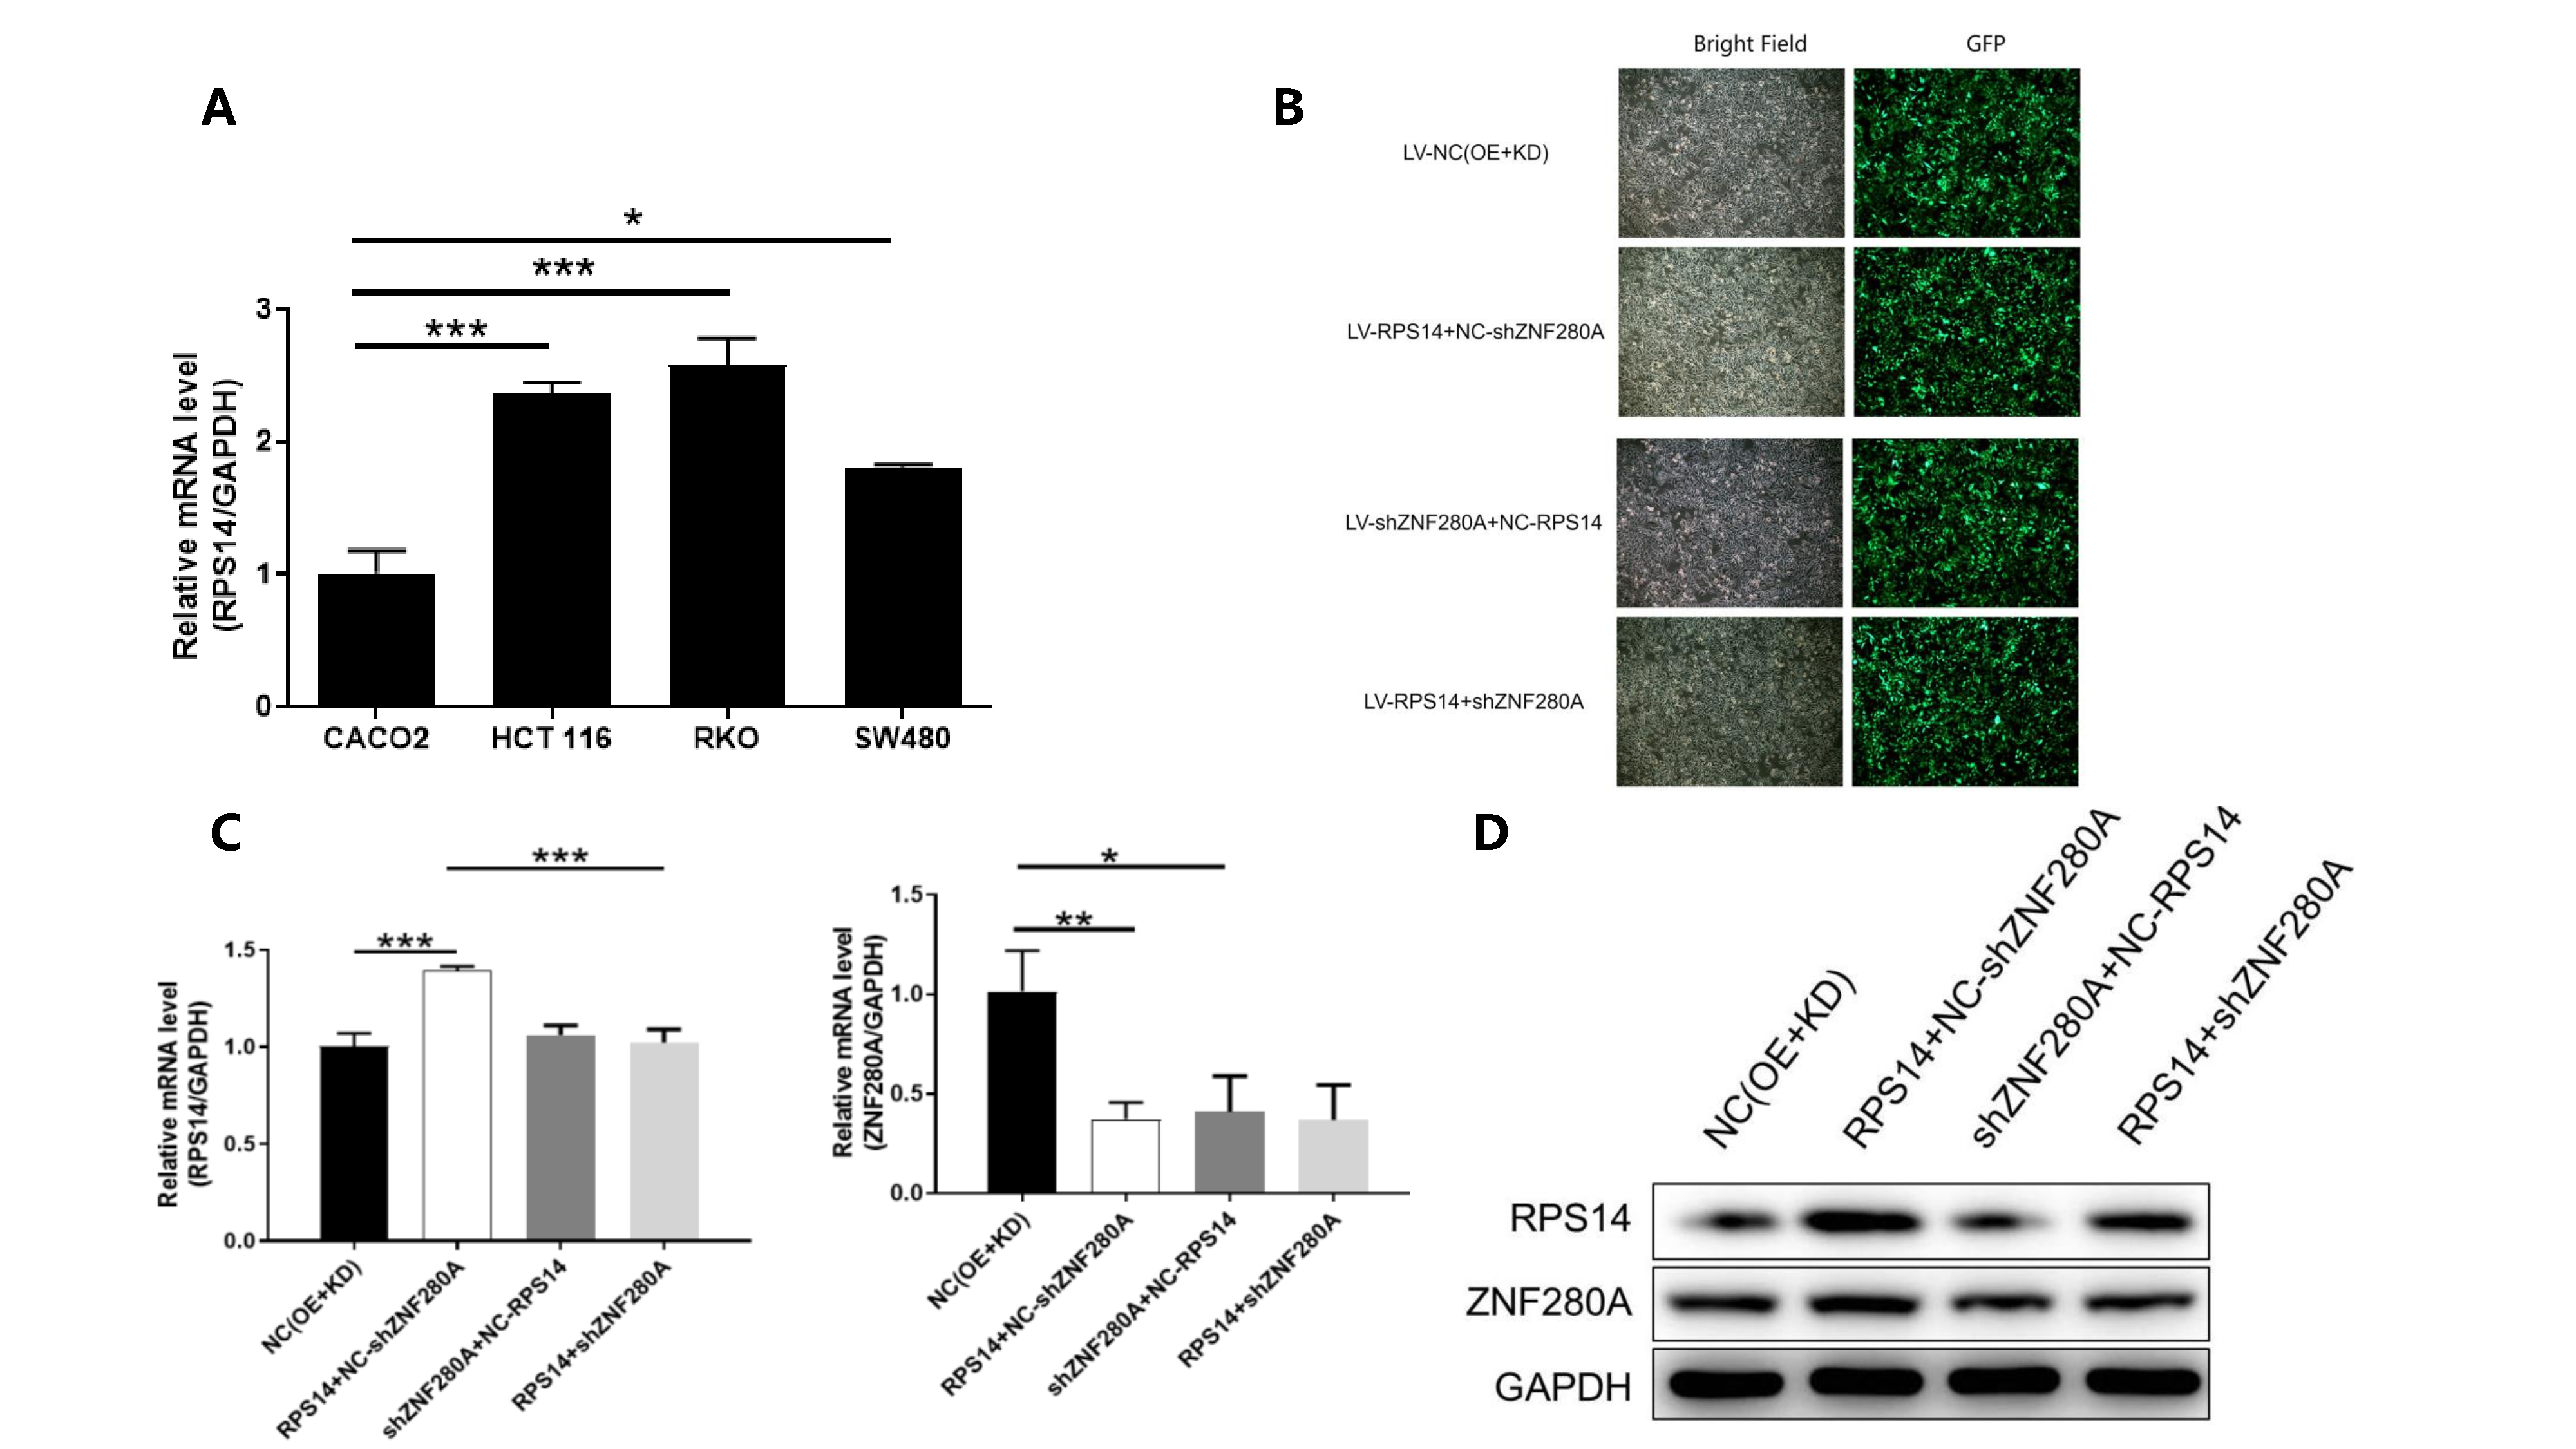 A
*
***
***
3
2
1
0
Relative mRNA level
(RPS14/GAPDH)
CACO2
HCT 116
RKO
SW480
B
Bright Field
GFP
LV-NC(OE+KD)
LV-RPS14+NC-shZNF280A
LV-shZNF280A+NC-RPS14
LV-RPS14+shZNF280A
C
***
***
1.5
1.0
0.5
0.0
Relative mRNA level
(RPS14/GAPDH)
NC(OE+KD)
RPS14+NC-shZNF280A
shZNF280A+NC-RPS14
RPS14+shZNF280A
*
**
1.5
1.0
0.5
0.0
Relative mRNA level
(ZNF280A/GAPDH)
NC(OE+KD)
RPS14+NC-shZNF280A
shZNF280A+NC-RPS14
RPS14+shZNF280A
D
NC(OE+KD)
RPS14+NC-shZNF280A
shZNF280A+NC-RPS14
RPS14+shZNF280A
RPS14
ZNF280A
GAPDH